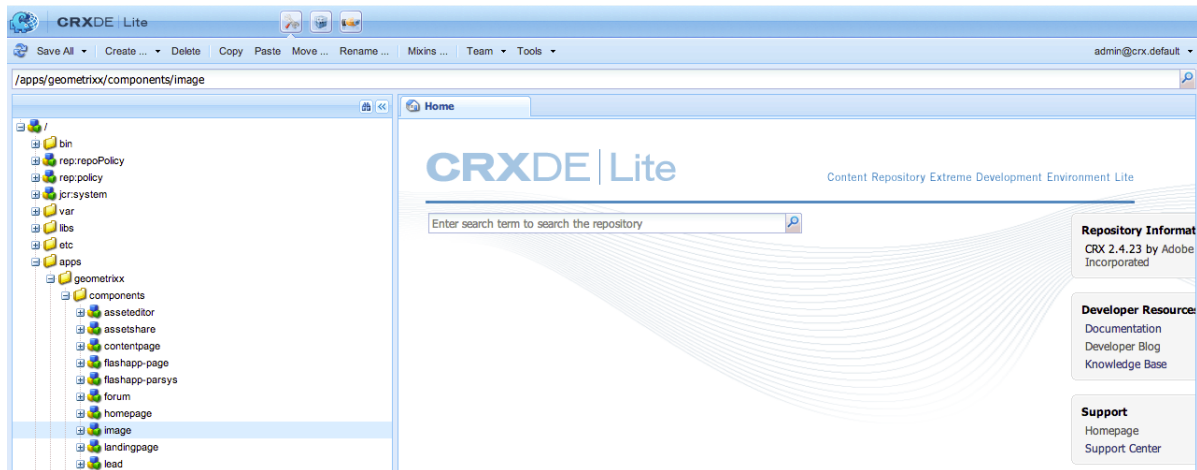 CRXDE | Lite
Save All Create ... Delete Copy Paste Move ... Rename ... Mixins ... Team Tools admin@crx.default
/apps/geometrixx/components/image
Home
/
bin
rep:repoPolicy
rep:policy
jcr:system
var
libs
etc
apps
geometrixx
components
asseteditor
assetshare
contentpage
flashapp-page
flashapp-parsys
forum
homepage
image
landingpage
lead
CRXDE | Lite
Content Repository Extreme Development Environment Lite
Enter search term to search the repository
Repository Informat
CRX 2.4.23 by Adobe
Incorporated
Developer Resources
Documentation
Developer Blog
Knowledge Base
Support
Homepage
Support Center